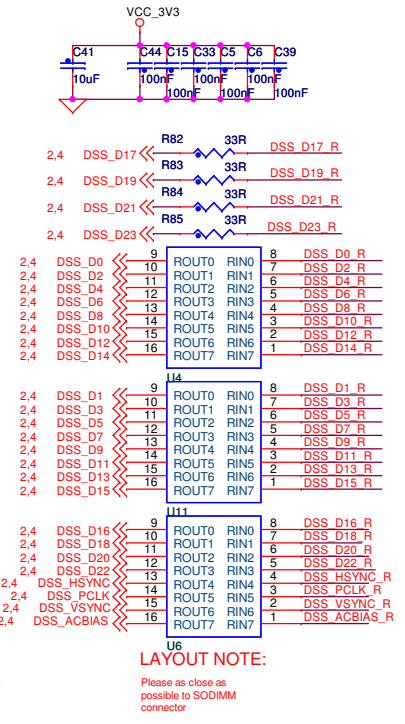 VCC_3V3
C41 C44 C15 C33 C5 C6 C39
10uF 100nF 100nF 100nF
100nF 100nF 100nF
R82 33R DSS_D17_R
2,4 DSS_D17
R83 33R DSS_D19_R
2,4 DSS_D19
R84 33R DSS_D21_R
2,4 DSS_D21
R85 33R DSS_D23_R
2,4 DSS_D23
2,4 DSS_D0 9 ROUT0 RIN0 8 DSS_D0_R
2,4 DSS_D2 10 ROUT1 RIN1 7 DSS_D2_R
2,4 DSS_D4 11 ROUT2 RIN2 6 DSS_D4_R
2,4 DSS_D6 12 ROUT3 RIN3 5 DSS_D6_R
2,4 DSS_D8 13 ROUT4 RIN4 4 DSS_D8_R
2,4 DSS_D10 14 ROUT5 RIN5 3 DSS_D10_R
2,4 DSS_D12 15 ROUT6 RIN6 2 DSS_D12_R
2,4 DSS_D14 16 ROUT7 RIN7 1 DSS_D14_R
U4
2,4 DSS_D1 9 ROUT0 RIN0 8 DSS_D1_R
2,4 DSS_D3 10 ROUT1 RIN1 7 DSS_D3_R
2,4 DSS_D5 11 ROUT2 RIN2 6 DSS_D5_R
2,4 DSS_D7 12 ROUT3 RIN3 5 DSS_D7_R
2,4 DSS_D9 13 ROUT4 RIN4 4 DSS_D9_R
2,4 DSS_D11 14 ROUT5 RIN5 3 DSS_D11_R
2,4 DSS_D13 15 ROUT6 RIN6 2 DSS_D13_R
2,4 DSS_D15 16 ROUT7 RIN7 1 DSS_D15_R
U11
2,4 DSS_D16 9 ROUT0 RIN0 8 DSS_D16_R
2,4 DSS_D18 10 ROUT1 RIN1 7 DSS_D18_R
2,4 DSS_D20 11 ROUT2 RIN2 6 DSS_D20_R
2,4 DSS_D22 12 ROUT3 RIN3 5 DSS_D22_R
2,4 DSS_HSYNC 13 ROUT4 RIN4 4 DSS_HSYNC_R
2,4 DSS_PCLK 14 ROUT5 RIN5 3 DSS_PCLK_R
2,4 DSS_VSYNC 15 ROUT6 RIN6 2 DSS_VSYNC_R
2,4 DSS_ACBIAS 16 ROUT7 RIN7 1 DSS_ACBIAS_R
U6
LAYOUT NOTE:
Please as close as
possible to SODIMM
connector